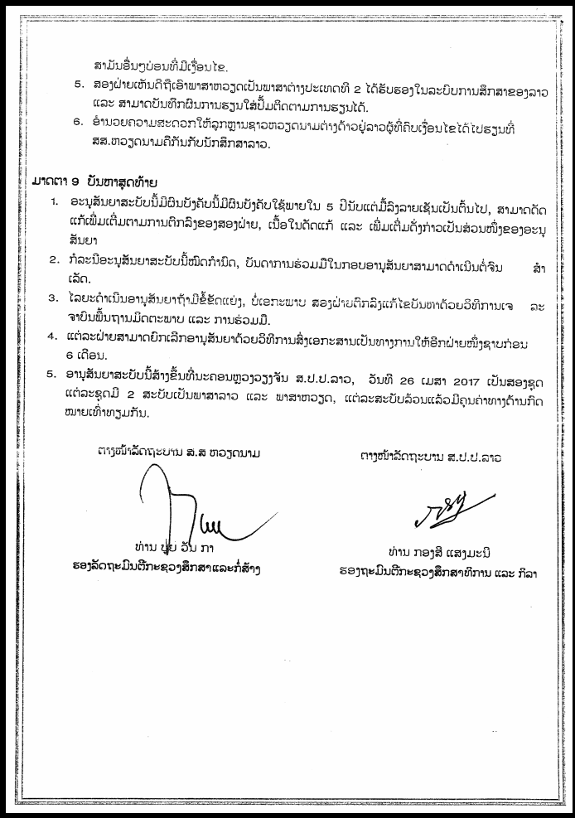 ສາມັນອື່ນໆບ່ອນທີ່ມີເງື່ອນໄຂ.
5. ສອງຝ່າຍເຫັນດີຖືເອົາພາສາຫວຽດເປັນພາສາຕ່າງປະເທດທີ 2 ໄດ້ຮັບຮອງໃນລະບົບການສຶກສາຂອງລາວ
ແລະ ສາມາດບັນທຶກຜົນການຮຽນໃສ່ປຶ້ມຕິດຕາມການຮຽນໄດ້.
6. ອຳນວຍຄວາມສະດວກໃຫ້ລູກຫຼານຊາວຫວຽດນາມຕ່າງດ້າວຢູ່ລາວຜູ້ທີ່ຄົບເງື່ອນໄຂໄດ້ໄປຮຽນທີ່
ສສ.ຫວຽດນາມຄືກັນກັບນັກສຶກສາລາວ.
ມາດຕາ 9 ບັນຫາສຸດທ້າຍ
1. ອະນຸສັນຍາສະບັບນີ້ມີຜົນບັງຄັບນີ້ມີຜົນບັງຄັບໃຊ້ພາຍໃນ 5 ປີນັບແຕ່ມື້ລົງລາຍເຊັນເປັນຕົ້ນໄປ, ສາມາດດັດ
ແກ້ເພີ່ມເຕີ່ມຕາມການຕົກລົງຂອງສອງຝ່າຍ, ເນື້ອໃນດັດແກ້ ແລະ ເພີ່ມເຕີ່ມດັ່ງກ່າວເປັນສ່ວນໜຶ່ງຂອງອະນຸ
ສັນຍາ
2. ກໍລະນີອະນຸສັນຍາສະບັບນີ້ໝົດກຳນົດ, ບັນດາການຮ່ວມມືໃນກອບອານຸສັນຍາສາມາດດຳເນີນຕໍ່ຈົນ ສຳ
ເລັດ.
3. ໄລຍະດຳເນີນອານຸສັນຍາຖ້າມີຂໍ້ຂັດແຍ່ງ, ບໍ່ເອກະພາບ ສອງຝ່າຍຕົກລົງແກ້ໄຂບັນຫາດ້ວຍວິທີການເຈ ລະ
ຈາບົນພື້ນຖານມິດຕະພາບ ແລະ ການຮ່ວມມື.
4. ແຕ່ລະຝ່າຍສາມາດຍົກເລີກອານຸສັນຍາດ້ວຍວິທີການສົ່ງເອກະສານເປັນທາງການໃຫ້ອີກຝ່າຍໜຶ່ງຊາບກ່ອນ
6 ເດືອນ.
5. ອານຸສັນຍາສະບັບນີ້ສ້າງຂຶ້ນທີ່ນະຄອນຫຼວງວຽງຈັນ ສ.ປ.ປ.ລາວ, ວັນທີ 26 ເມສາ 2017 ເປັນສອງຊຸດ
ແຕ່ລະຊຸດມີ 2 ສະບັບເປັນພາສາລາວ ແລະ ພາສາຫວຽດ, ແຕ່ລະສະບັບລ້ວນແລ້ວມີຄຸນຄ່າທາງດ້ານກົດ
ໝາຍເທົ່າທຽມກັນ.
ຕາງໜ້າລັດຖະບານ ສ.ສ ຫວຽດນາມ
ຕາງໜ້າລັດຖະບານ ສ.ປ.ປ.ລາວ
ທ່ານ ປຸ່ຍ ວັນ ກາ
ທ່ານ ກອງສີ ແສງມະນີ
ຮອງລັດຖະມົນຕີກະຊວງສຶກສາແລະກໍ່ສ້າງ
ຮອງຖະມົນຕີກະຊວງສຶກສາທິການ ແລະ ກິລາ